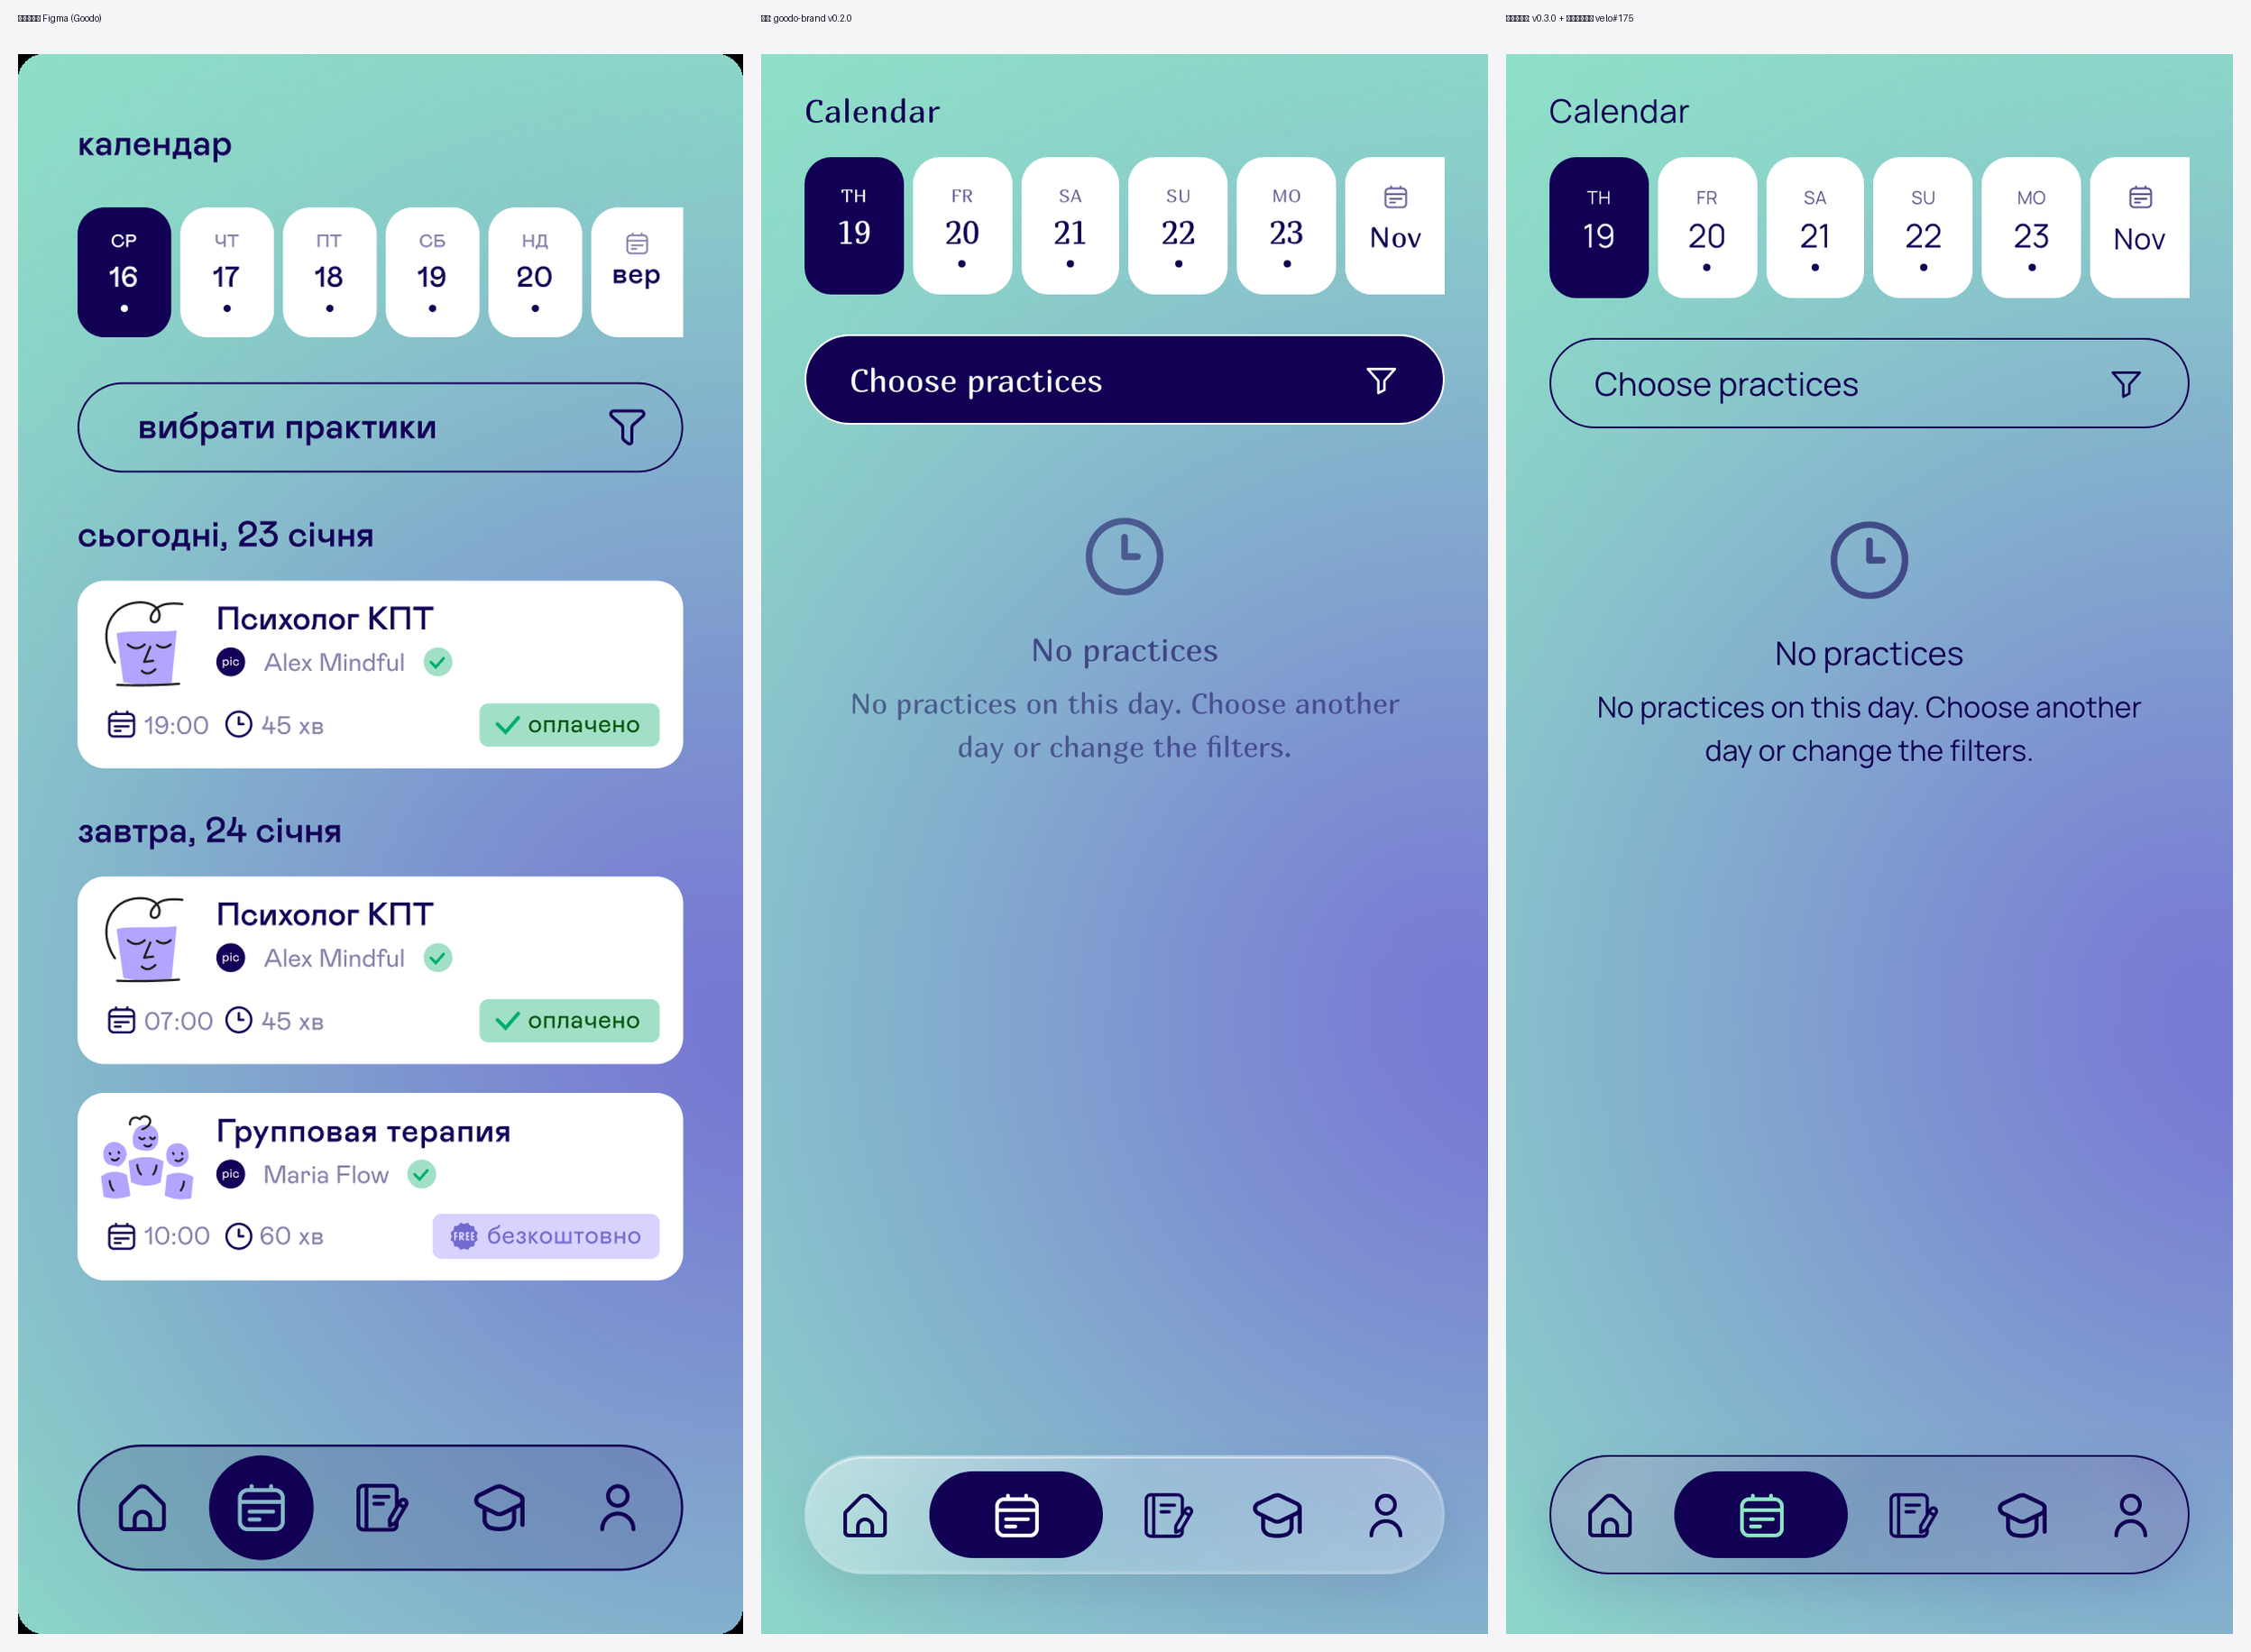 Figma (Goodo)
календар
СР ЧТ ПТ СБ НД
16 17 18 19 20 вер
вибрати практики
сьогодні, 23 січня
Психолог КПТ
pic Alex Mindful
19:00 45 хв оплачено
завтра, 24 січня
Психолог КПТ
pic Alex Mindful
07:00 45 хв оплачено
Групповая терапия
pic Maria Flow
10:00 60 хв FREE безкоштовно
goodo-brand v0.2.0
Calendar
TH FR SA SU MO
19 20 21 22 23 Nov
Choose practices
No practices
No practices on this day. Choose another
day or change the filters.
v0.3.0 + velo#175
Calendar
TH FR SA SU MO
19 20 21 22 23 Nov
Choose practices
No practices
No practices on this day. Choose another
day or change the filters.